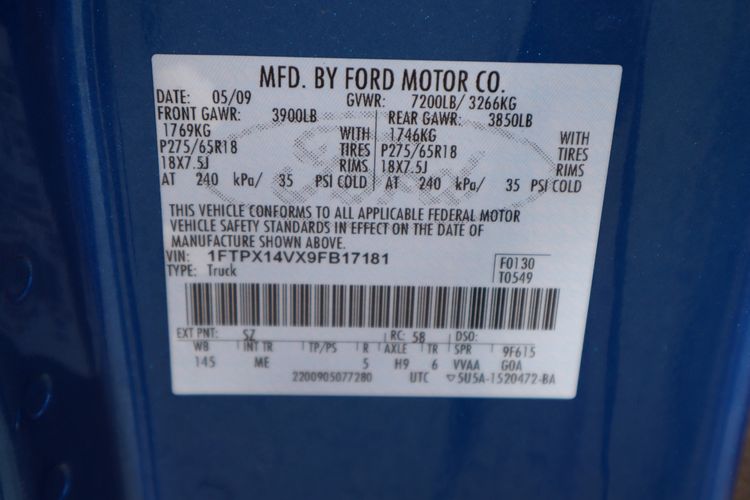 MFD. BY FORD MOTOR CO.
DATE: 05/09 GVWR: 7200LB/ 3266KG
FRONT GAWR: 3900LB REAR GAWR: 3850LB
1769KG WITH 1746KG WITH
P275/65R18 TIRES P275/65R18 TIRES
18X7.5J RIMS 18X7.5J RIMS
AT 240 kPa/ 35 PSI COLD AT 240 kPa/ 35 PSI COLD
THIS VEHICLE CONFORMS TO ALL APPLICABLE FEDERAL MOTOR
VEHICLE SAFETY STANDARDS IN EFFECT ON THE DATE OF
MANUFACTURE SHOWN ABOVE.
VIN: 1FTPX14VX9FB17181 F0130
TYPE: Truck T0549
EXT PNT: SZ RC: 58 DSO:
WB INT TR TP/PS R AXLE TR SPR 9F615
145 ME 5 H9 6 VVAA GOA
2200905077280 UTC ▽5U5A-1520472-BA